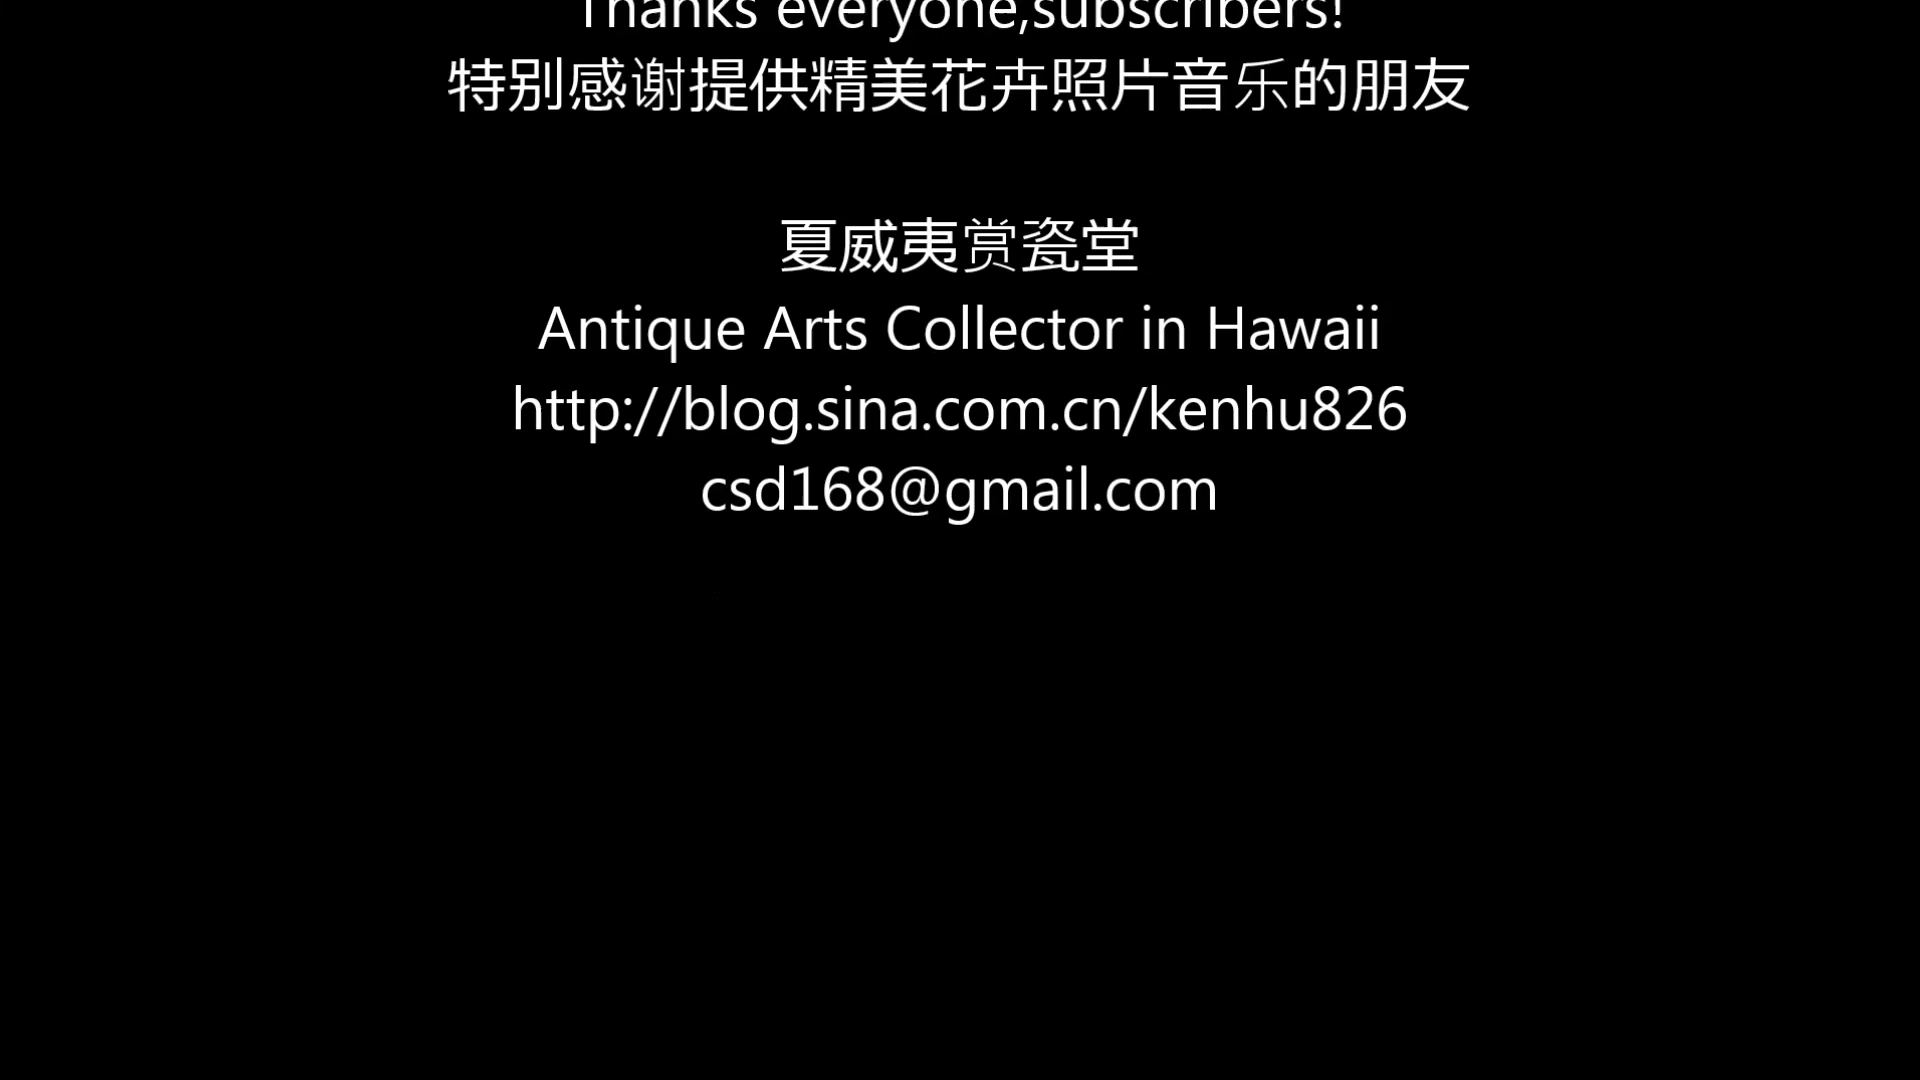 Thanks everyone,subscribers!
特别感谢提供精美花卉照片音乐的朋友
夏威夷赏瓷堂
Antique Arts Collector in Hawaii
http://blog.sina.com.cn/kenhu826
csd168@gmail.com